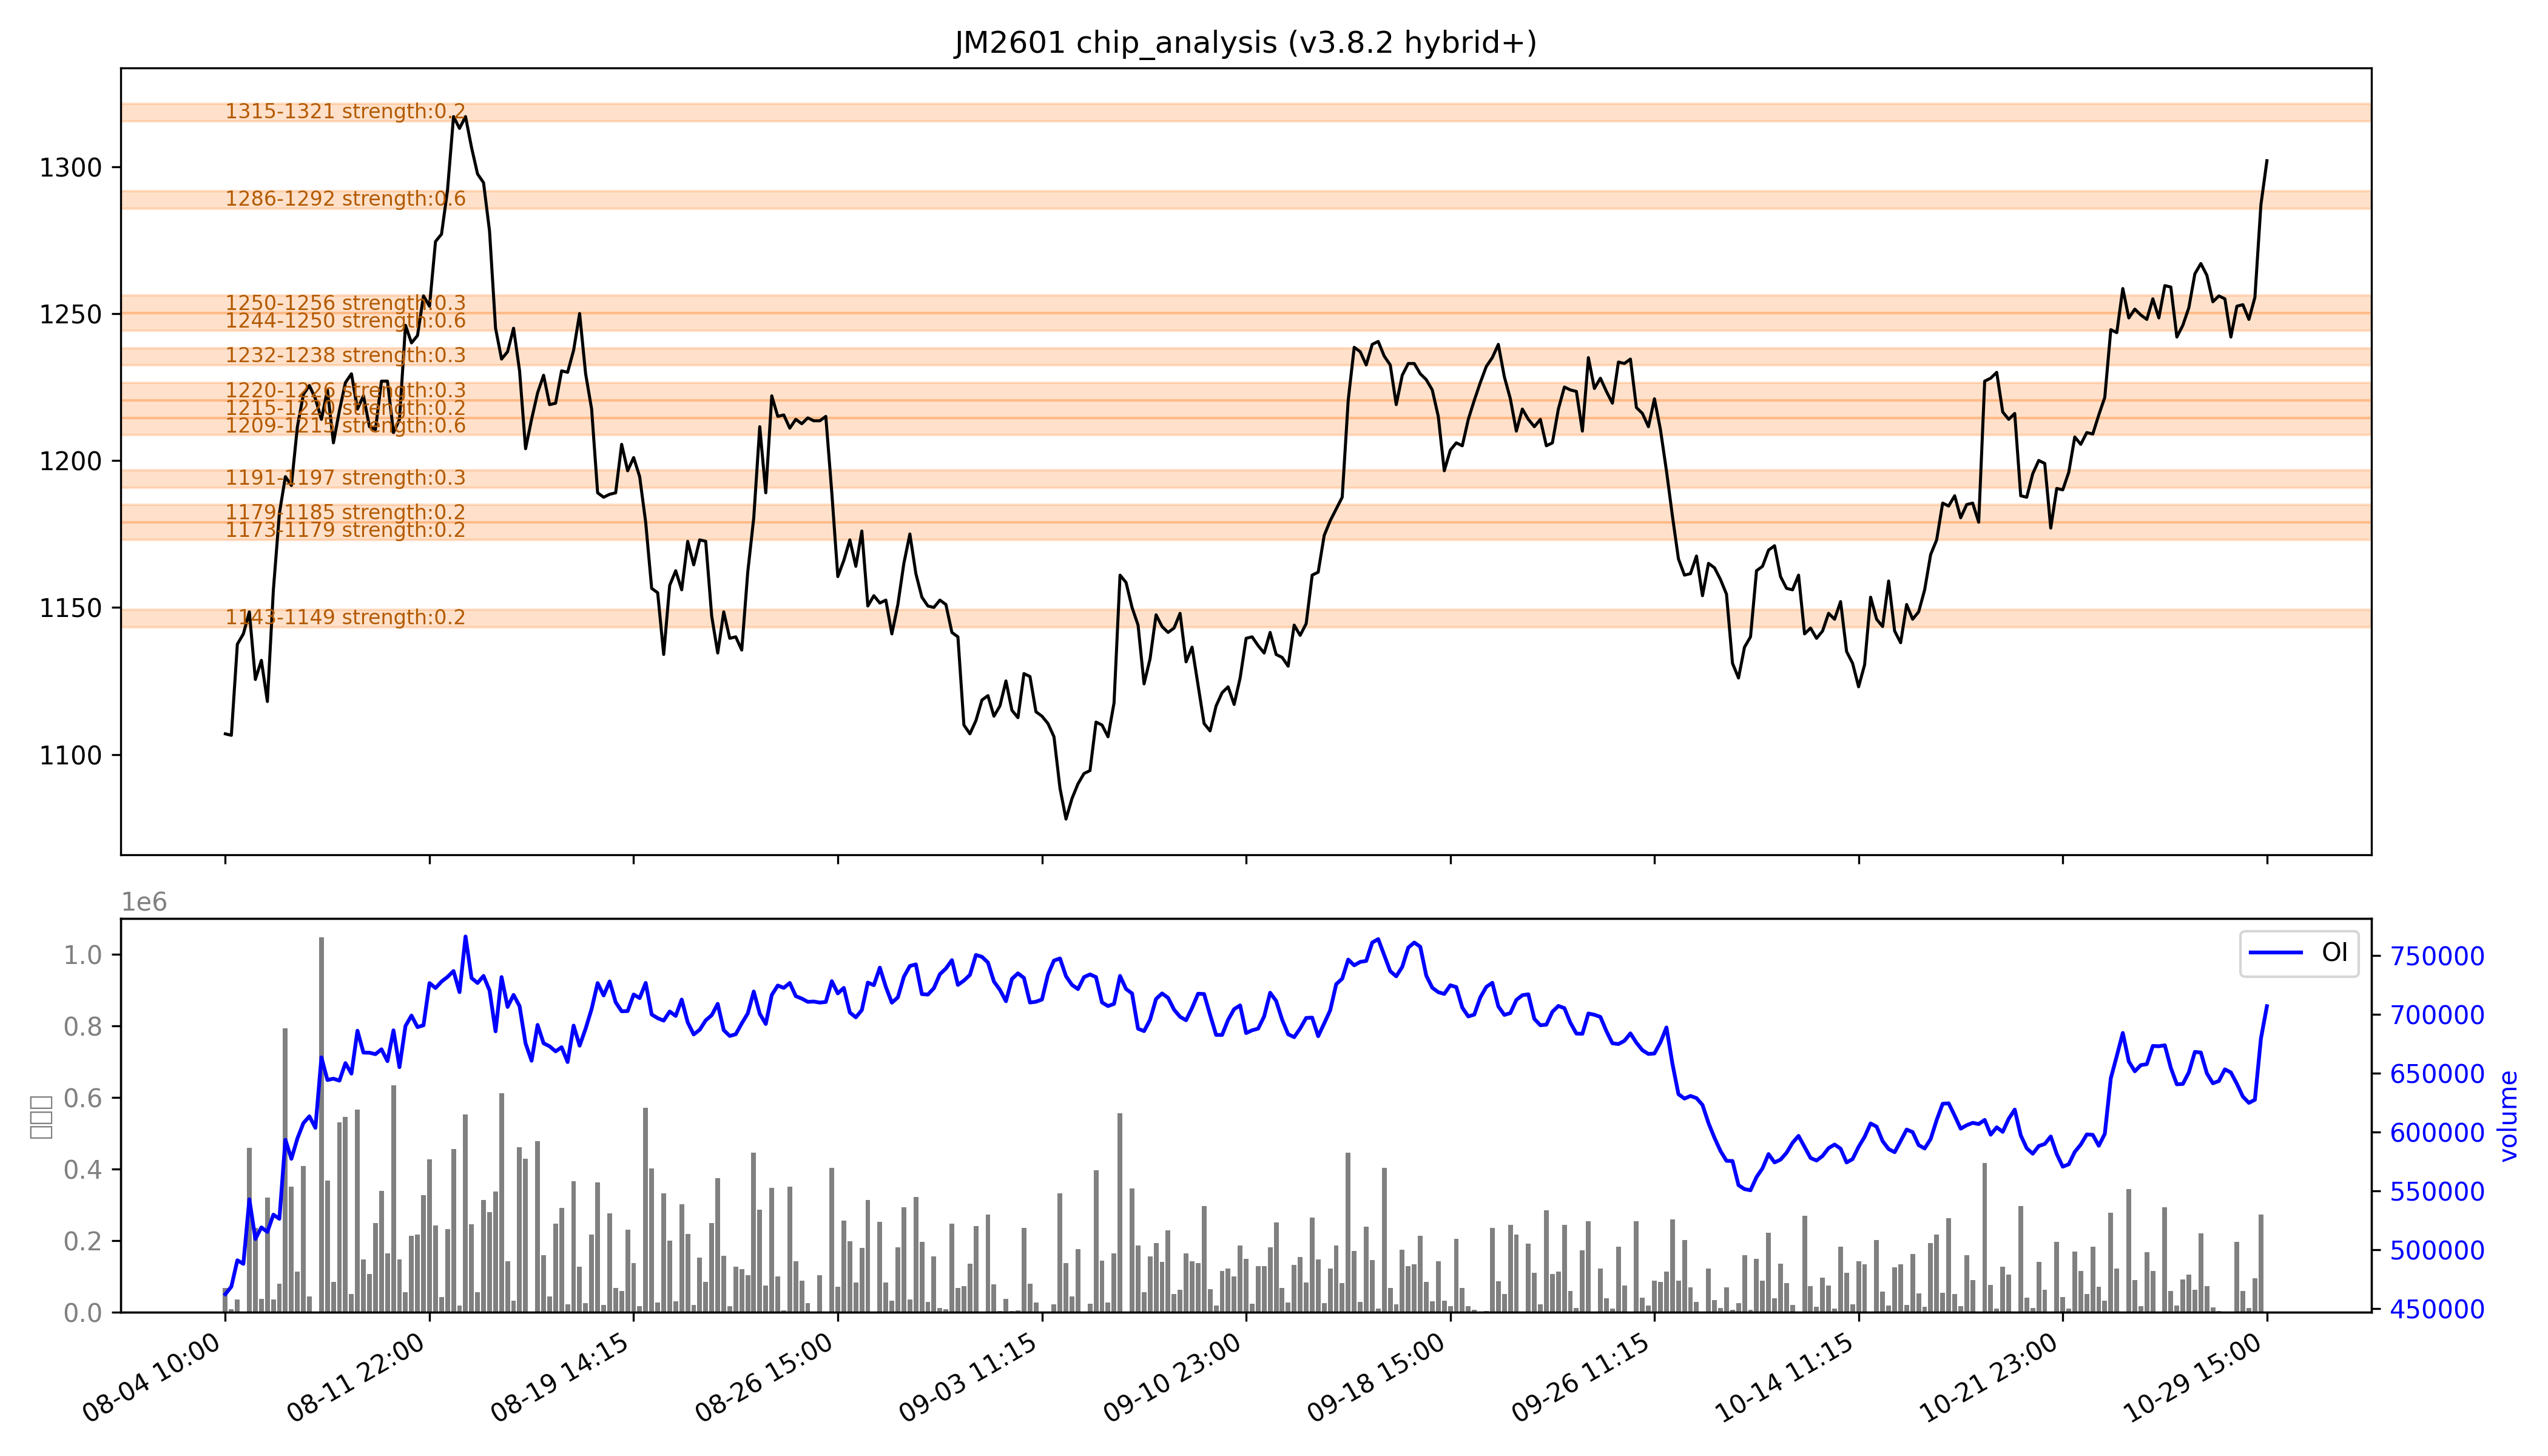 JM2601 chip_analysis (v3.8.2 hybrid+)
1315-1321 strength:0.2
1300
1286-1292 strength:0.6
1250-1256 strength:0.3
1250
1244-1250 strength:0.6
1232-1238 strength:0.3
1220-1226 strength:0.3
1215-1220 strength:0.2
1209-1215 strength:0.6
1200
1191-1197 strength:0.3
1179-1185 strength:0.2
1173-1179 strength:0.2
1150
1143-1149 strength:0.2
1100
1e6
1.0
0.8
0.6
0.4
0.2
0.0
OI
750000
700000
650000
600000
550000
500000
450000
volume
08-04 10:00
08-11 22:00
08-19 14:15
08-26 15:00
09-03 11:15
09-10 23:00
09-18 15:00
09-26 11:15
10-14 11:15
10-21 23:00
10-29 15:00